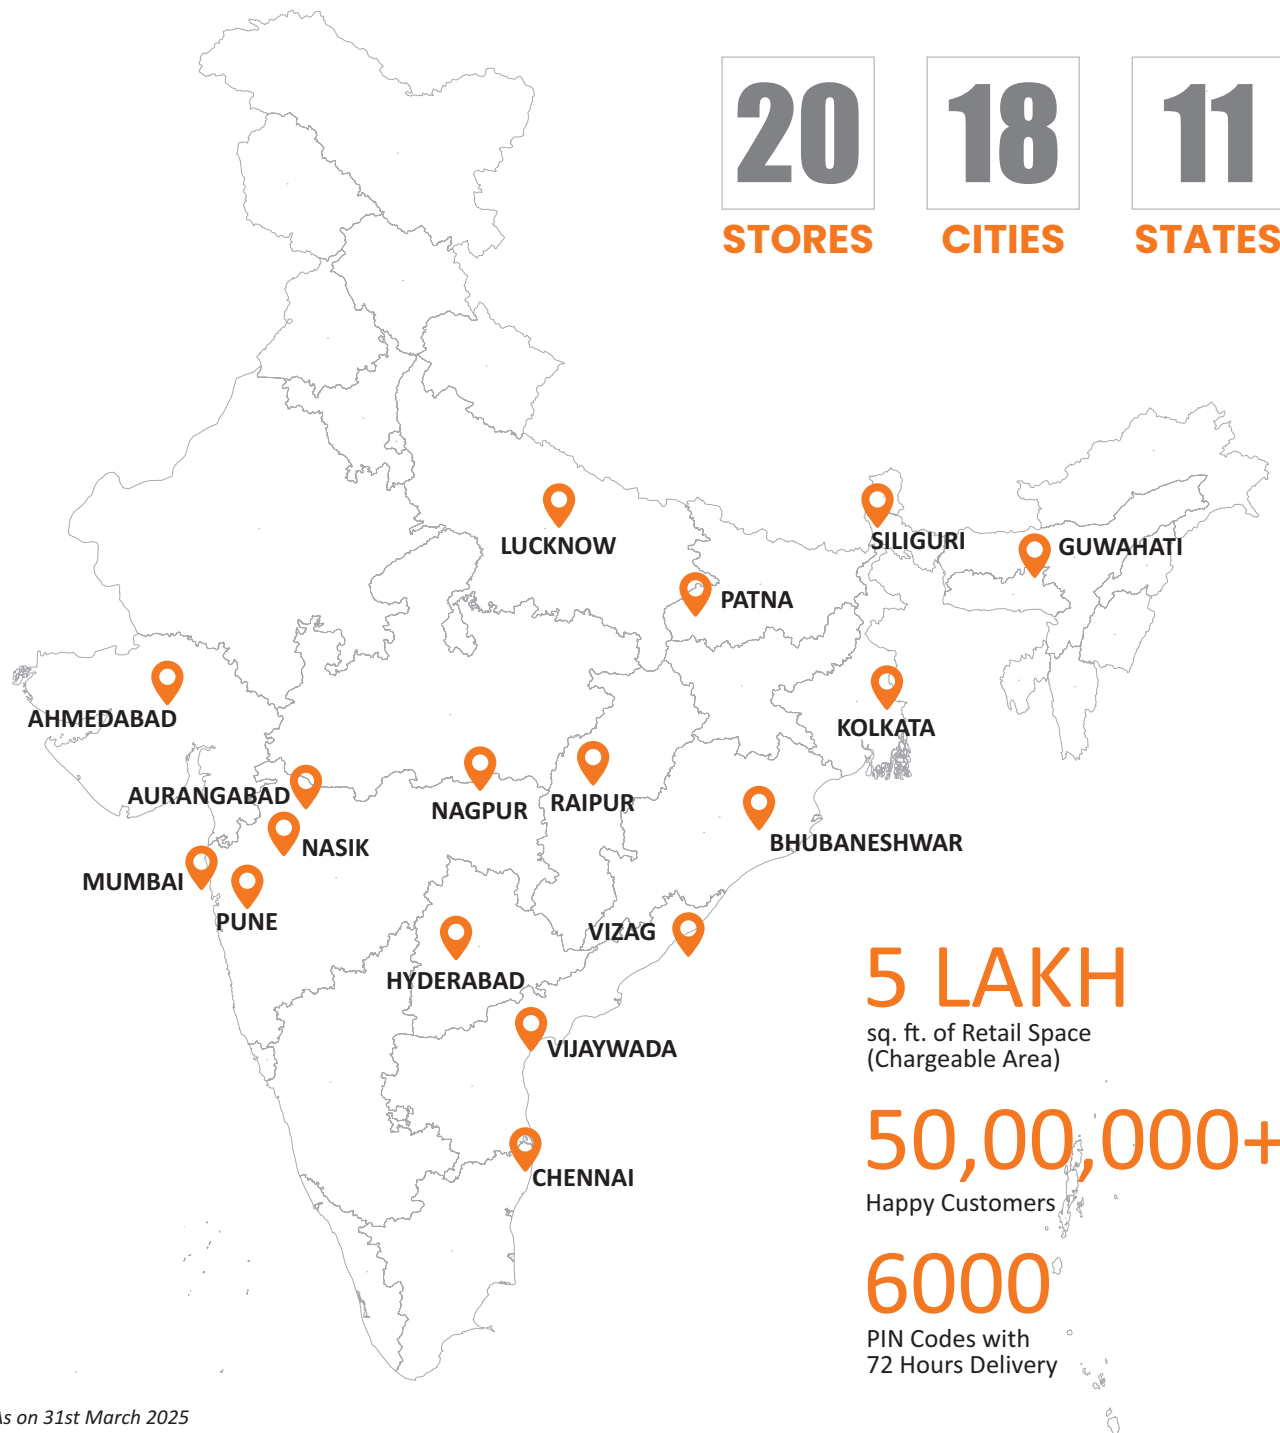 20 18 11
STORES CITIES STATES
LUCKNOW
SILIGURI
GUWAHATI
PATNA
AHMEDABAD
KOLKATA
AURANGABAD
NAGPUR
RAIPUR
NASIK
BHUBANESHWAR
MUMBAI
PUNE
VIZAG
HYDERABAD
VIJAYWADA
CHENNAI
5 LAKH
sq. ft. of Retail Space
(Chargeable Area)
50,00,000+
Happy Customers
6000
PIN Codes with
72 Hours Delivery
As on 31st March 2025